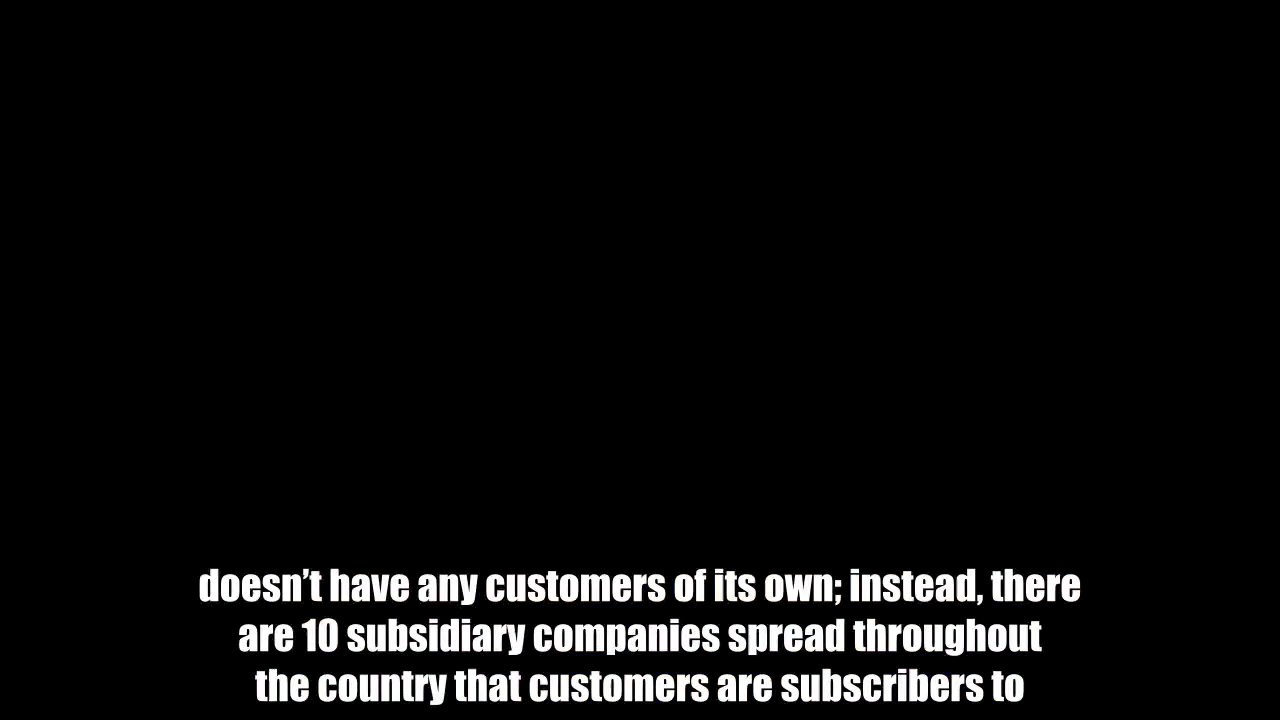 doesn’t have any customers of its own; instead, there
are 10 subsidiary companies spread throughout
the country that customers are subscribers to